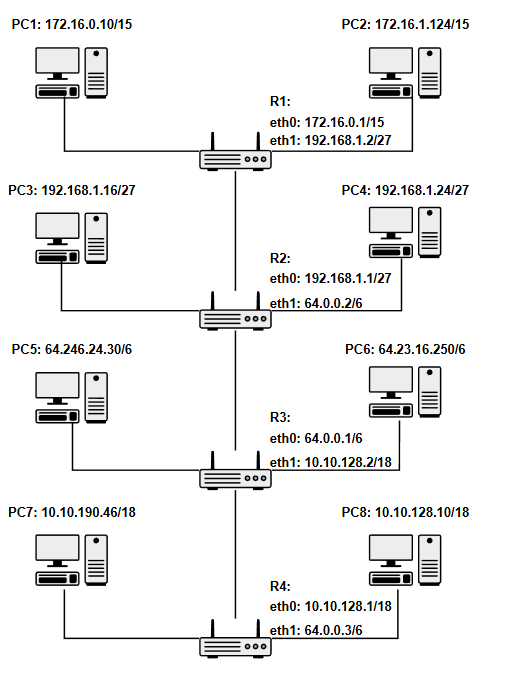 PC1: 172.16.0.10/15
PC2: 172.16.1.124/15
R1:
eth0: 172.16.0.1/15
eth1: 192.168.1.2/27
PC3: 192.168.1.16/27
PC4: 192.168.1.24/27
R2:
eth0: 192.168.1.1/27
eth1: 64.0.0.2/6
PC5: 64.246.24.30/6
PC6: 64.23.16.250/6
R3:
eth0: 64.0.0.1/6
eth1: 10.10.128.2/18
PC7: 10.10.190.46/18
PC8: 10.10.128.10/18
R4:
eth0: 10.10.128.1/18
eth1: 64.0.0.3/6